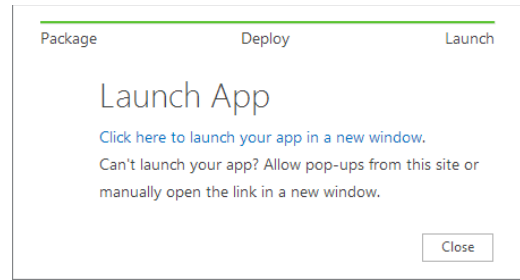 Package Deploy Launch
Launch App
Click here to launch your app in a new window.
Can't launch your app? Allow pop-ups from this site or
manually open the link in a new window.
Close